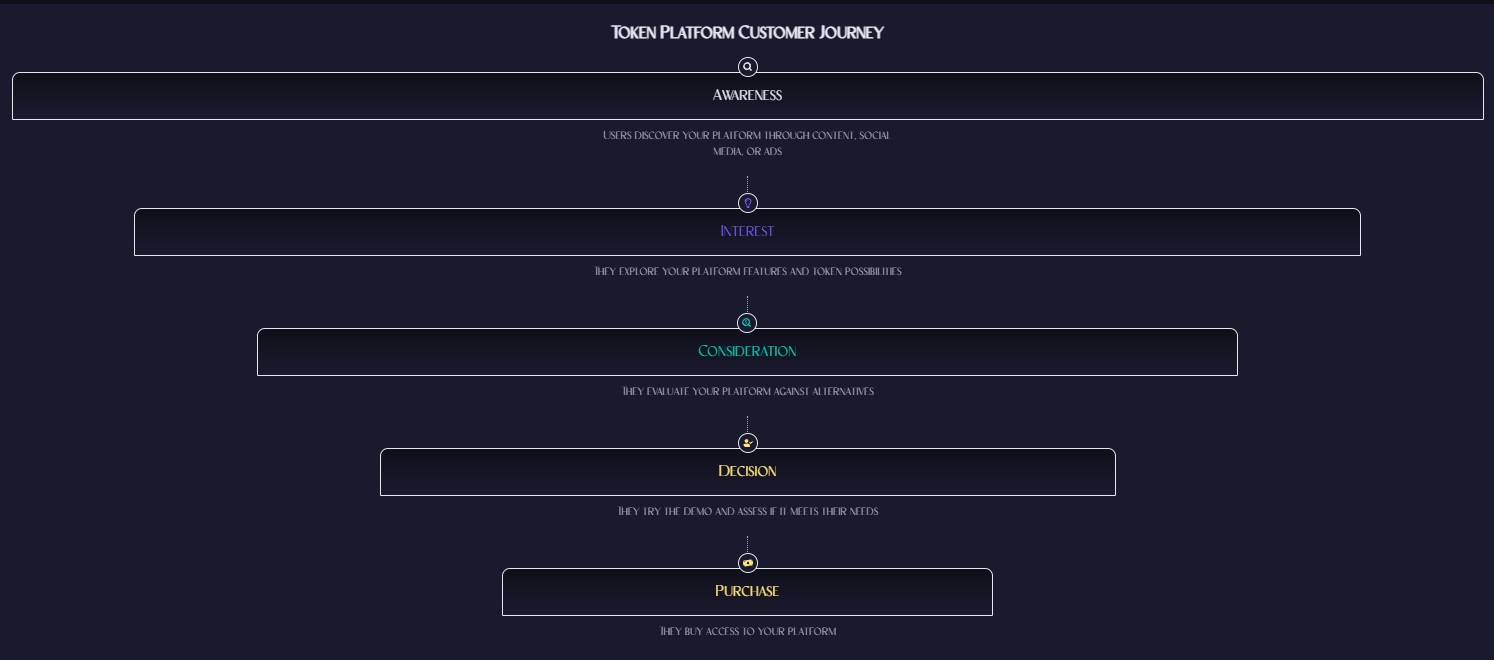 Token Platform Customer Journey
Awareness
Users discover your platform through content, social
media, or ads
Interest
They explore your platform features and token possibilities
Consideration
They evaluate your platform against alternatives
Decision
They try the demo and assess if it meets their needs
Purchase
They buy access to your platform